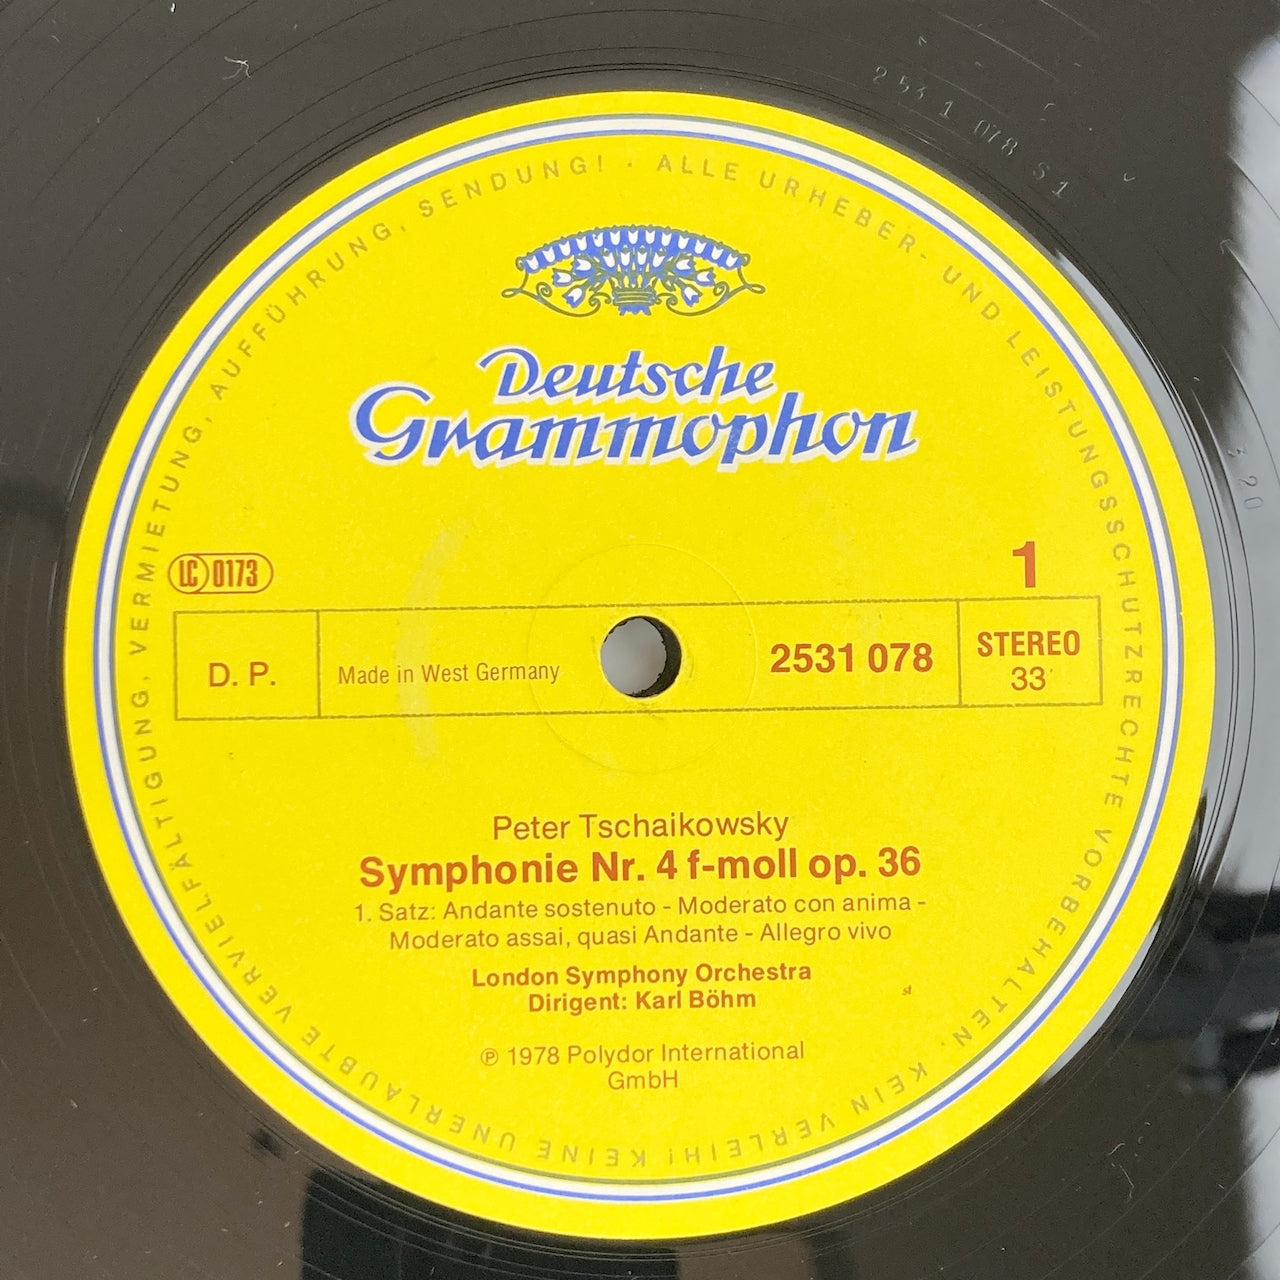 ALLE URHEBER- UND LEISTUNGSSCHUTZRECHTE VORBEHALTEN. KEIN VERLEIH! KEINE UNERLAUBTE VERVIELFÄLTIGUNG, VERMIETUNG, AUFFÜHRUNG, SENDUNG! ·
Deutsche
Grammophon
LC 0173
1
D. P.
Made in West Germany
2531 078
STEREO
33
Peter Tschaikowsky
Symphonie Nr. 4 f-moll op. 36
1. Satz: Andante sostenuto - Moderato con anima -
Moderato assai, quasi Andante - Allegro vivo
London Symphony Orchestra
Dirigent: Karl Böhm
st
℗ 1978 Polydor International
GmbH
2531 078 S1
320